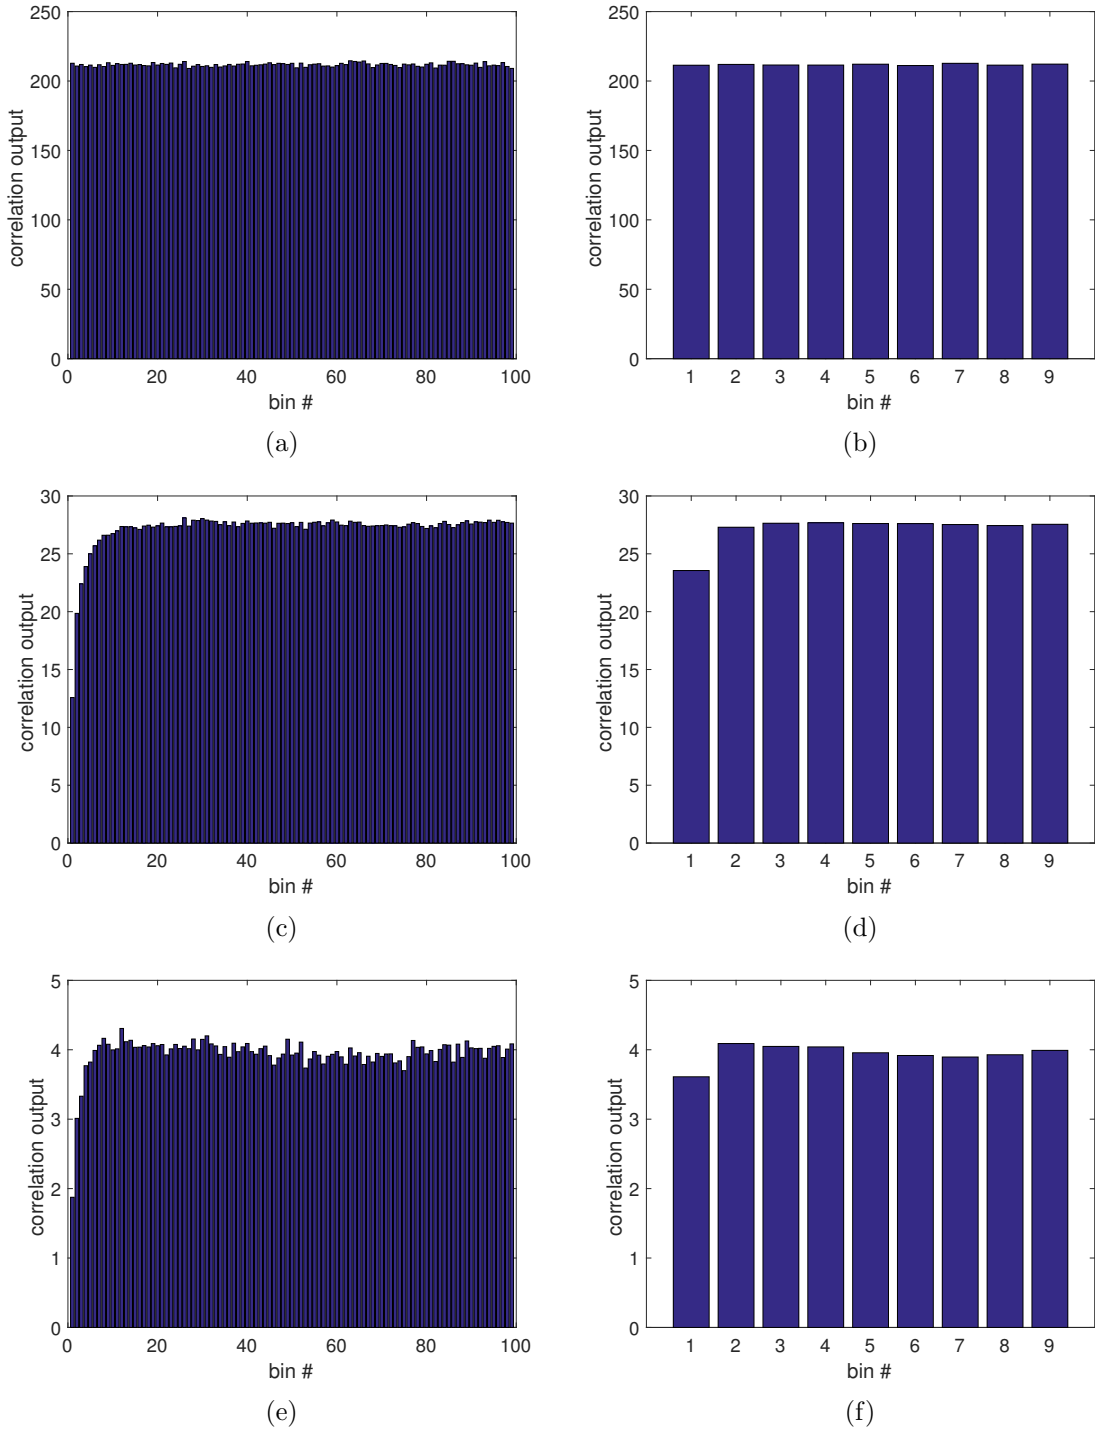 250
200
150
100
50
0
correlation output
0 20 40 60 80 100
bin #
(a)
250
200
150
100
50
0
correlation output
1 2 3 4 5 6 7 8 9
bin #
(b)
30
25
20
15
10
5
0
correlation output
0 20 40 60 80 100
bin #
(c)
30
25
20
15
10
5
0
correlation output
1 2 3 4 5 6 7 8 9
bin #
(d)
5
4
3
2
1
0
correlation output
0 20 40 60 80 100
bin #
(e)
5
4
3
2
1
0
correlation output
1 2 3 4 5 6 7 8 9
bin #
(f)